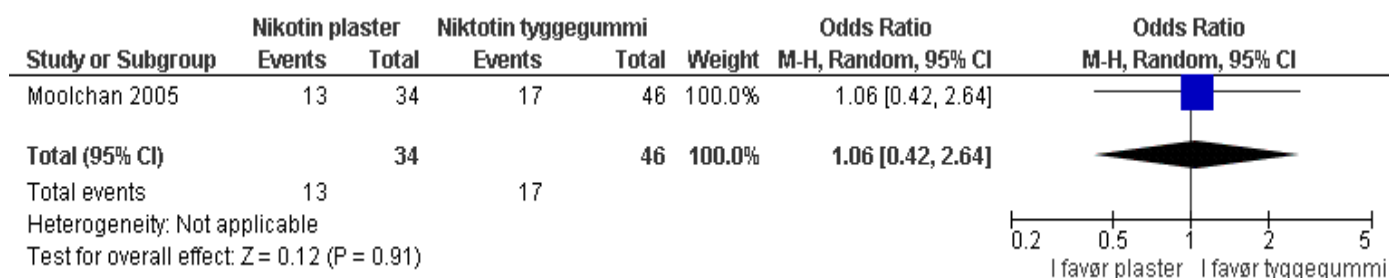 Nikotin plaster Niktotin tyggegummi Odds Ratio Odds Ratio
Study or Subgroup Events Total Events Total Weight M-H, Random, 95% CI M-H, Random, 95% CI
Moolchan 2005 13 34 17 46 100.0% 1.06 [0.42, 2.64]
Total (95% CI) 34 46 100.0% 1.06 [0.42, 2.64]
Total events 13 17
Heterogeneity: Not applicable
Test for overall effect: Z = 0.12 (P = 0.91)
0.2 0.5 1 2 5
I favør plaster I favør tyggegummi